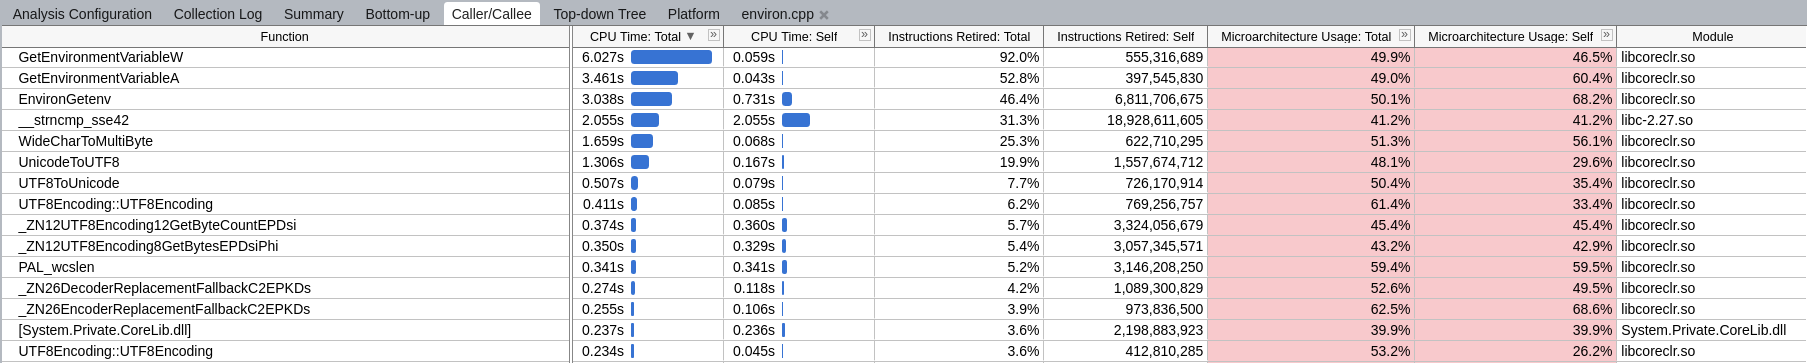 Analysis Configuration Collection Log Summary Bottom-up Caller/Callee Top-down Tree Platform environ.cpp
Function CPU Time: Total ▼ » CPU Time: Self » Instructions Retired: Total Instructions Retired: Self Microarchitecture Usage: Total » Microarchitecture Usage: Self » Module
GetEnvironmentVariableW 6.027s 0.059s 92.0% 555,316,689 49.9% 46.5% libcoreclr.so
GetEnvironmentVariableA 3.461s 0.043s 52.8% 397,545,830 49.0% 60.4% libcoreclr.so
EnvironGetenv 3.038s 0.731s 46.4% 6,811,706,675 50.1% 68.2% libcoreclr.so
__strncmp_sse42 2.055s 2.055s 31.3% 18,928,611,605 41.2% 41.2% libc-2.27.so
WideCharToMultiByte 1.659s 0.068s 25.3% 622,710,295 51.3% 56.1% libcoreclr.so
UnicodeToUTF8 1.306s 0.167s 19.9% 1,557,674,712 48.1% 29.6% libcoreclr.so
UTF8ToUnicode 0.507s 0.079s 7.7% 726,170,914 50.4% 35.4% libcoreclr.so
UTF8Encoding::UTF8Encoding 0.411s 0.085s 6.2% 769,256,757 61.4% 33.4% libcoreclr.so
_ZN12UTF8Encoding12GetByteCountEPDsi 0.374s 0.360s 5.7% 3,324,056,679 45.4% 45.4% libcoreclr.so
_ZN12UTF8Encoding8GetBytesEPDsiPhi 0.350s 0.329s 5.4% 3,057,345,571 43.2% 42.9% libcoreclr.so
PAL_wcslen 0.341s 0.341s 5.2% 3,146,208,250 59.4% 59.5% libcoreclr.so
_ZN26DecoderReplacementFallbackC2EPKDs 0.274s 0.118s 4.2% 1,089,300,829 52.6% 49.5% libcoreclr.so
_ZN26EncoderReplacementFallbackC2EPKDs 0.255s 0.106s 3.9% 973,836,500 62.5% 68.6% libcoreclr.so
[System.Private.CoreLib.dll] 0.237s 0.236s 3.6% 2,198,883,923 39.9% 39.9% System.Private.CoreLib.dll
UTF8Encoding::UTF8Encoding 0.234s 0.045s 3.6% 412,810,285 53.2% 26.2% libcoreclr.so